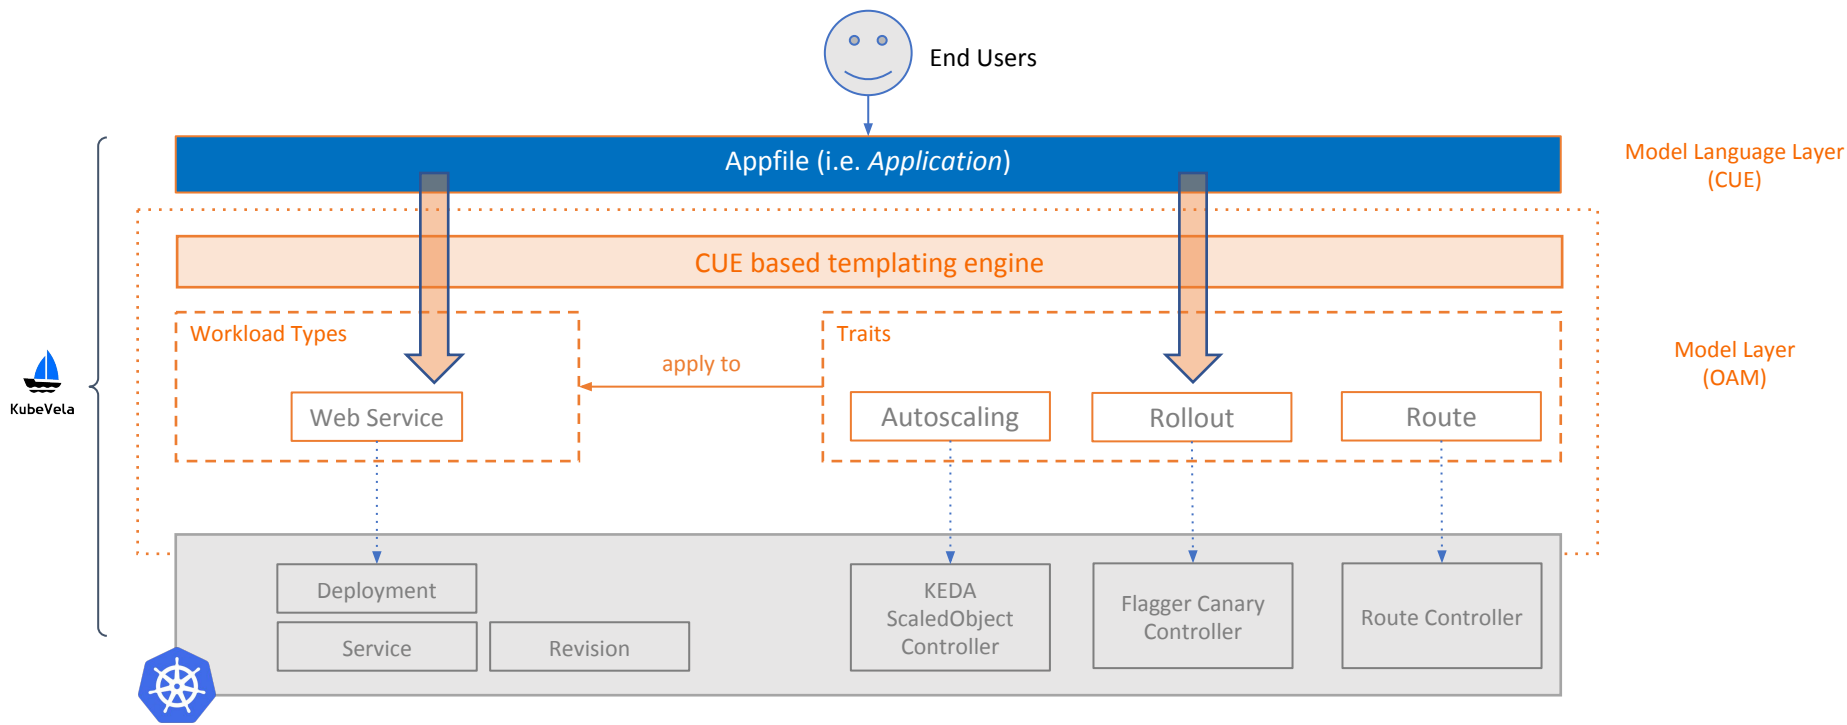 End Users
Appfile (i.e. Application)
Model Language Layer
(CUE)
CUE based templating engine
Workload Types
Traits
apply to
Model Layer
(OAM)
KubeVela
Web Service
Autoscaling
Rollout
Route
Deployment
Service
Revision
KEDA
ScaledObject
Controller
Flagger Canary
Controller
Route Controller